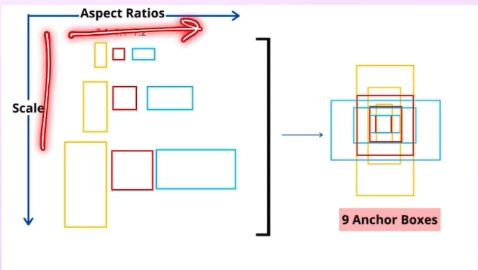 Aspect Ratios
Scale
9 Anchor Boxes